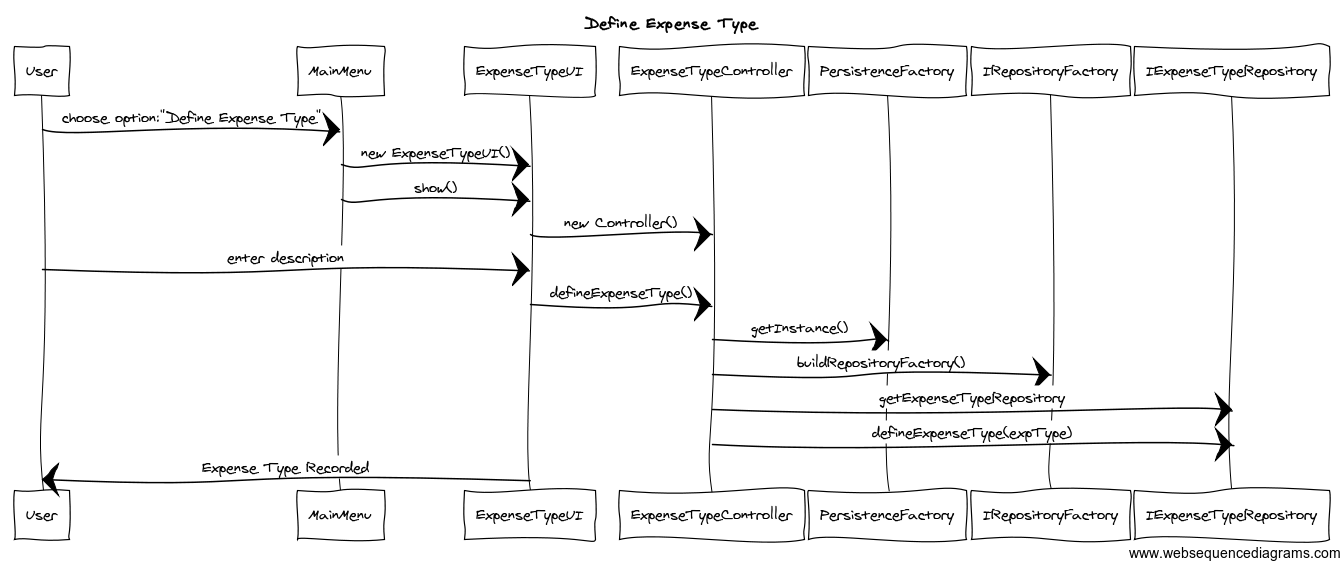 Define Expense Type
User
MainMenu
ExpenseTypeUI
ExpenseTypeController
PersistenceFactory
IRepositoryFactory
IExpenseTypeRepository
choose option:"Define Expense Type"
new ExpenseTypeUI()
show()
new Controller()
enter description
defineExpenseType()
getInstance()
buildRepositoryFactory()
getExpenseTypeRepository
defineExpenseType(expType)
Expense Type Recorded
User
MainMenu
ExpenseTypeUI
ExpenseTypeController
PersistenceFactory
IRepositoryFactory
IExpenseTypeRepository
www.websequencediagrams.com